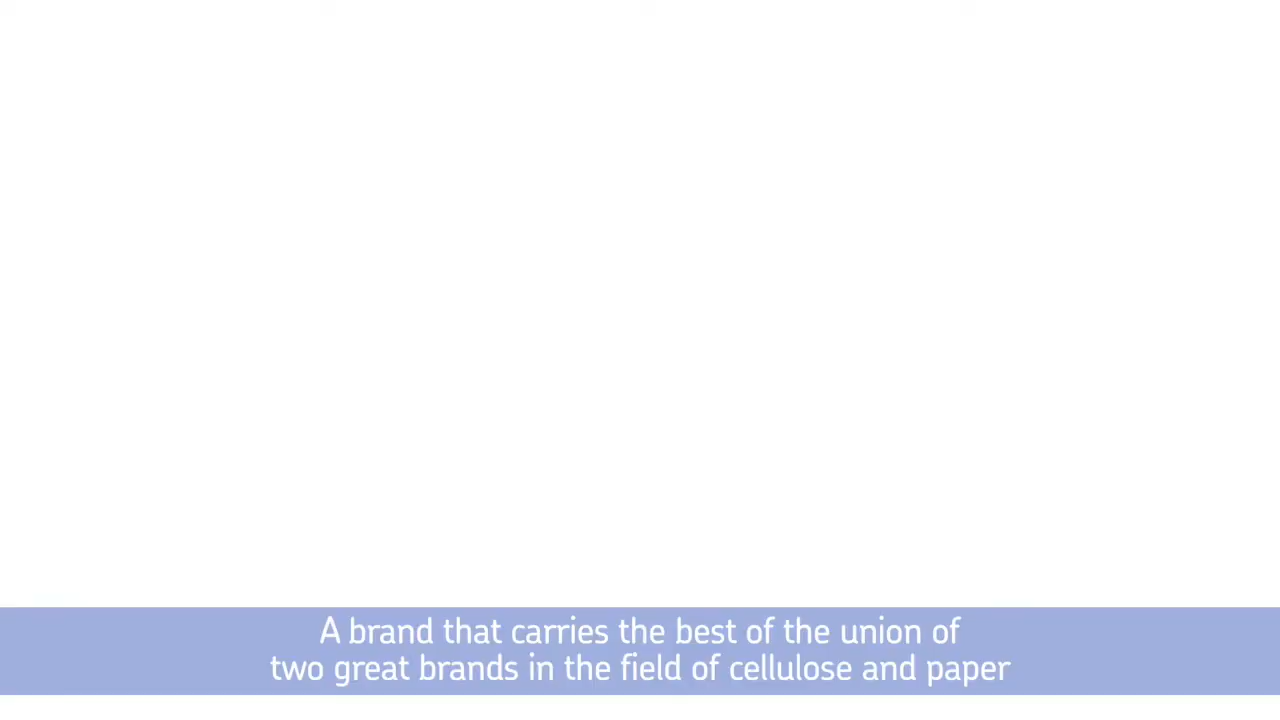 A brand that carries the best of the union of
two great brands in the field of cellulose and paper